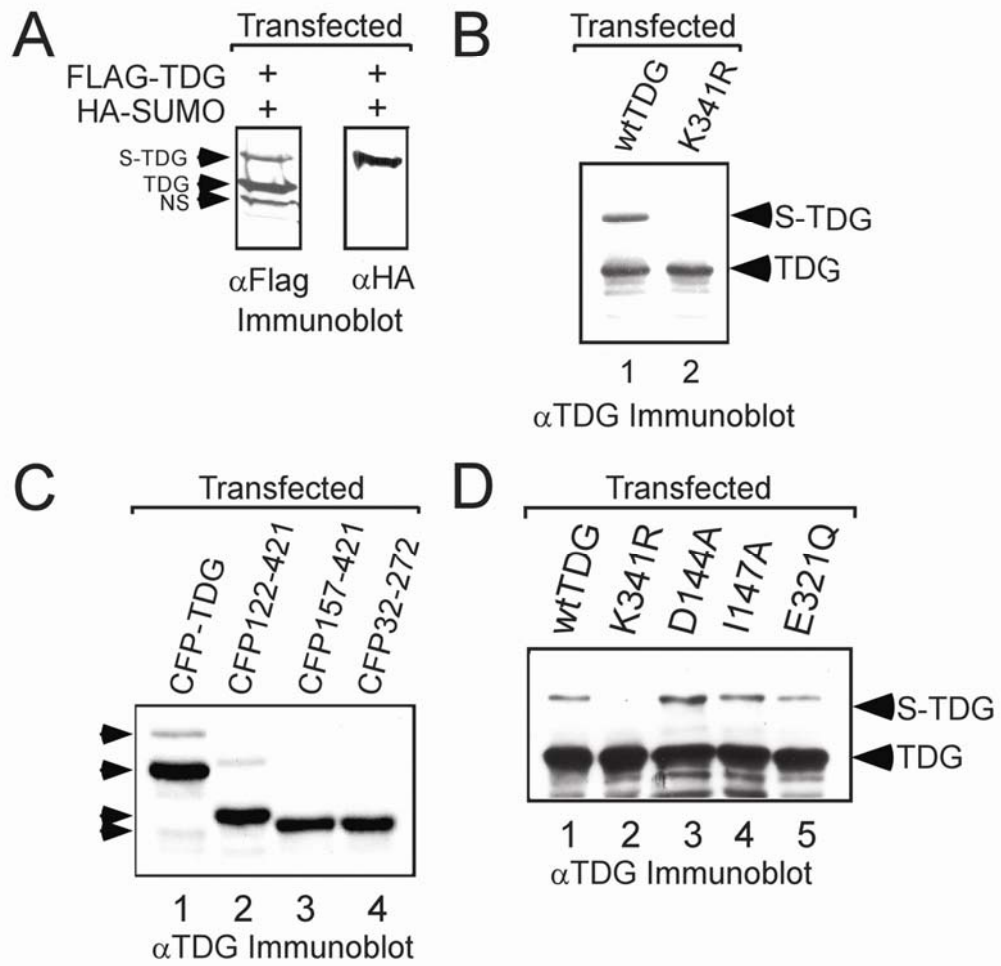 A
Transfected
FLAG-TDG + +
HA-SUMO + +
S-TDG
TDG
NS
αFlag αHA
Immunoblot
B
Transfected
wtTDG K341R
S-TDG
TDG
1 2
αTDG Immunoblot
C
Transfected
CFP-TDG CFP122-421 CFP157-421 CFP32-272
1 2 3 4
αTDG Immunoblot
D
Transfected
wtTDG K341R D144A I147A E321Q
S-TDG
TDG
1 2 3 4 5
αTDG Immunoblot